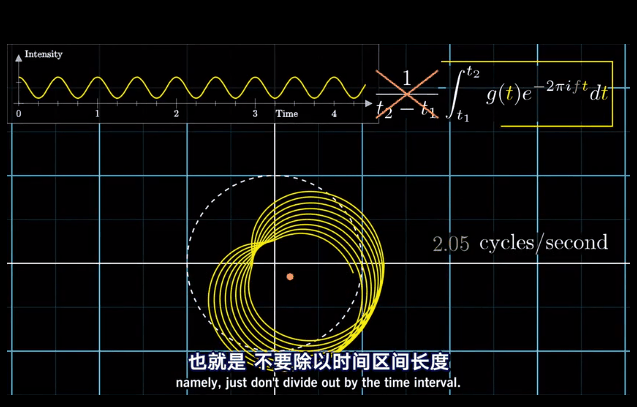 Intensity
0 1 2 3 4
Time
\frac{1}{t_2 - t_1} \int_{t_1}^{t_2} g(t)e^{-2\pi i f t} dt
2.05 cycles/second
也就是 不要除以时间区间长度
namely, just don't divide out by the time interval.